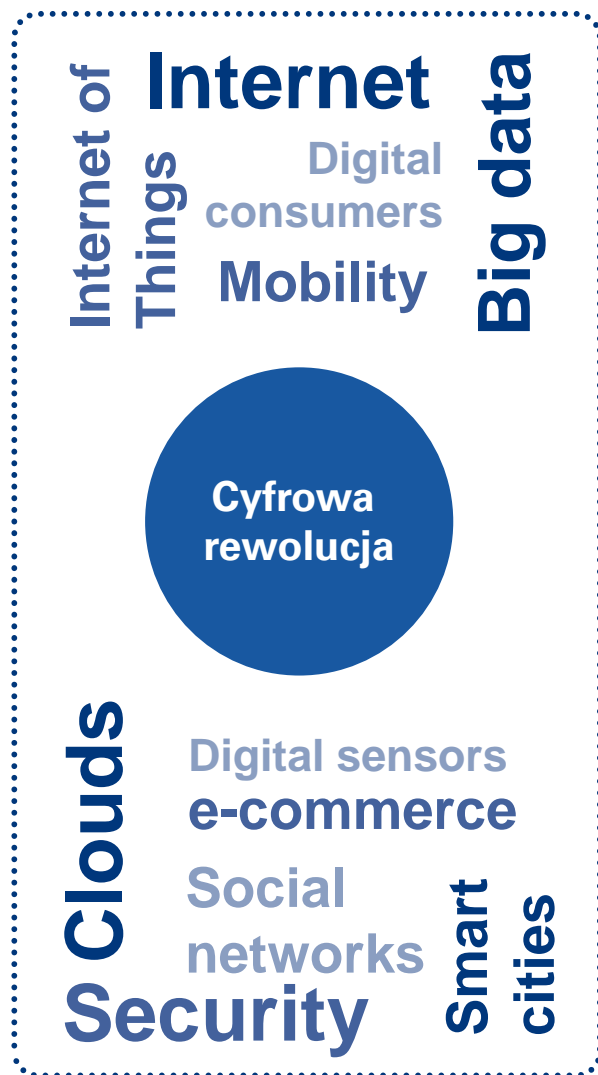 Internet of
Things
Internet
Digital
consumers
Mobility
Big data
Cyfrowa
rewolucja
Clouds
Digital sensors
e-commerce
Social
networks
Security
Smart
cities